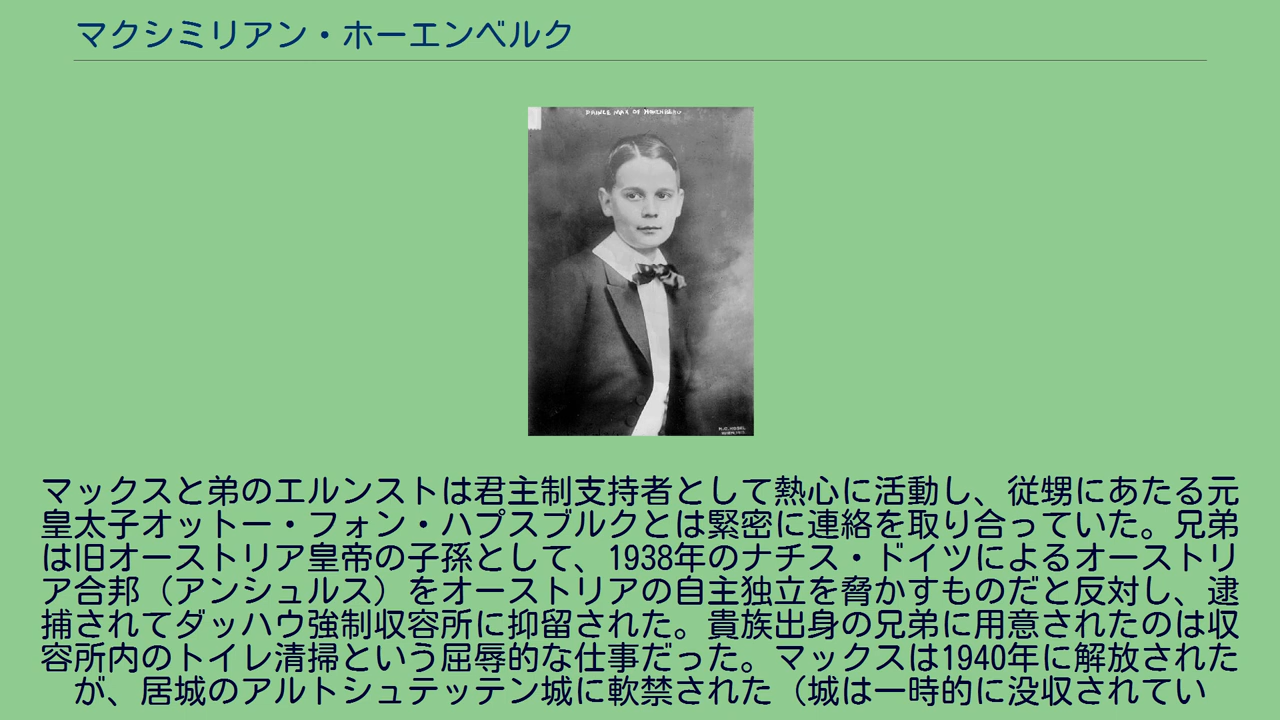 マクシミリアン・ホーエンベルク
PRINCE MAX OF HOHENBERG
マックスと弟のエルンストは君主制支持者として熱心に活動し、従甥にあたる元
皇太子オットー・フォン・ハプスブルクとは緊密に連絡を取り合っていた。兄弟
は旧オーストリア皇帝の子孫として、1938年のナチス・ドイツによるオーストリ
ア合邦（アンシュルス）をオーストリアの自主独立を脅かすものだと反対し、逮
捕されてダッハウ強制収容所に抑留された。貴族出身の兄弟に用意されたのは収
容所内のトイレ清掃という屈辱的な仕事だった。マックスは1940年に解放された
が、居城のアルトシュテッテン城に軟禁された（城は一時的に没収されてい